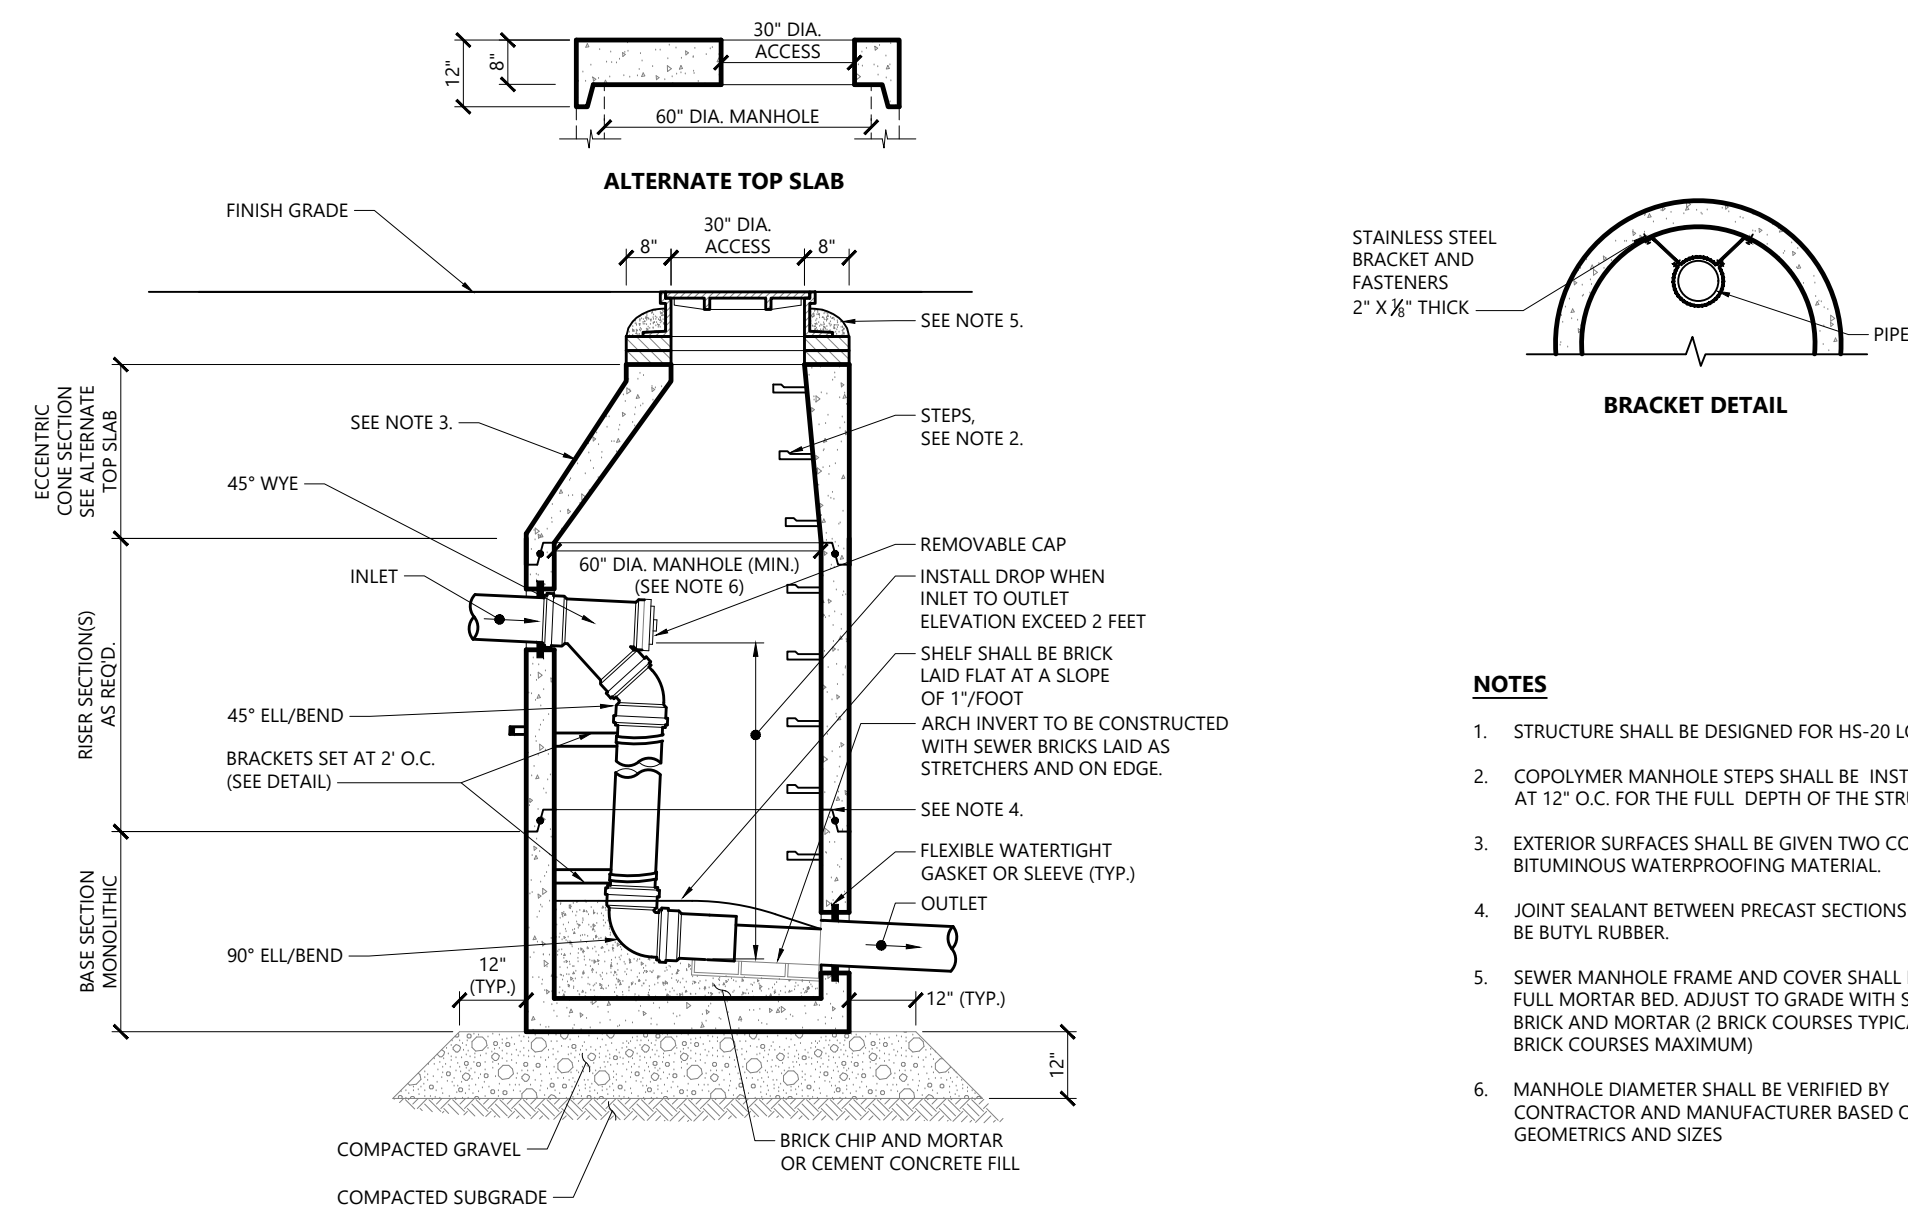 30" DIA.
ACCESS
12"
8"
60" DIA. MANHOLE
ALTERNATE TOP SLAB
FINISH GRADE
30" DIA.
ACCESS
8"
8"
SEE NOTE 5.
ECCENTRIC
CONE SECTION
SEE ALTERNATE
TOP SLAB
SEE NOTE 3.
STEPS,
SEE NOTE 2.
45° WYE
REMOVABLE CAP
60" DIA. MANHOLE (MIN.)
(SEE NOTE 6)
INLET
INSTALL DROP WHEN
INLET TO OUTLET
ELEVATION EXCEED 2 FEET
RISER SECTION(S)
AS REQ'D.
SHELF SHALL BE BRICK
LAID FLAT AT A SLOPE
OF 1"/FOOT
45° ELL/BEND
ARCH INVERT TO BE CONSTRUCTED
WITH SEWER BRICKS LAID AS
STRETCHERS AND ON EDGE.
BRACKETS SET AT 2' O.C.
(SEE DETAIL)
SEE NOTE 4.
FLEXIBLE WATERTIGHT
GASKET OR SLEEVE (TYP.)
BASE SECTION
MONOLITHIC
OUTLET
90° ELL/BEND
12"
(TYP.)
12" (TYP.)
12"
COMPACTED GRAVEL
BRICK CHIP AND MORTAR
OR CEMENT CONCRETE FILL
COMPACTED SUBGRADE
STAINLESS STEEL
BRACKET AND
FASTENERS
2" X ⅛" THICK
PIPE
BRACKET DETAIL
NOTES
1. STRUCTURE SHALL BE DESIGNED FOR HS-20
2. COPOLYMER MANHOLE STEPS SHALL BE
AT 12" O.C. FOR THE FULL DEPTH OF THE
3. EXTERIOR SURFACES SHALL BE GIVEN TWO
BITUMINOUS WATERPROOFING MATERIAL.
4. JOINT SEALANT BETWEEN PRECAST SECTIONS
BE BUTYL RUBBER.
5. SEWER MANHOLE FRAME AND COVER SHALL
FULL MORTAR BED. ADJUST TO GRADE WITH
BRICK AND MORTAR (2 BRICK COURSES
BRICK COURSES MAXIMUM)
6. MANHOLE DIAMETER SHALL BE VERIFIED BY
CONTRACTOR AND MANUFACTURER BASED
GEOMETRICS AND SIZES